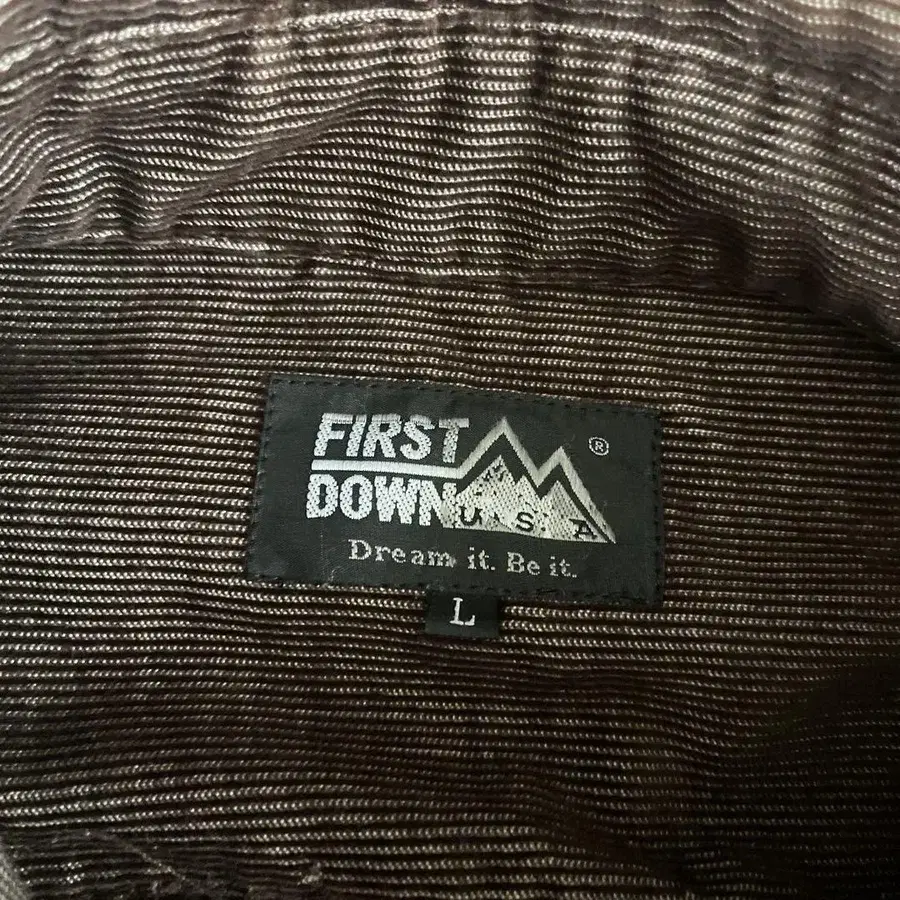 FIRST
DOWN U.S.A
®
Dream it. Be it.
L